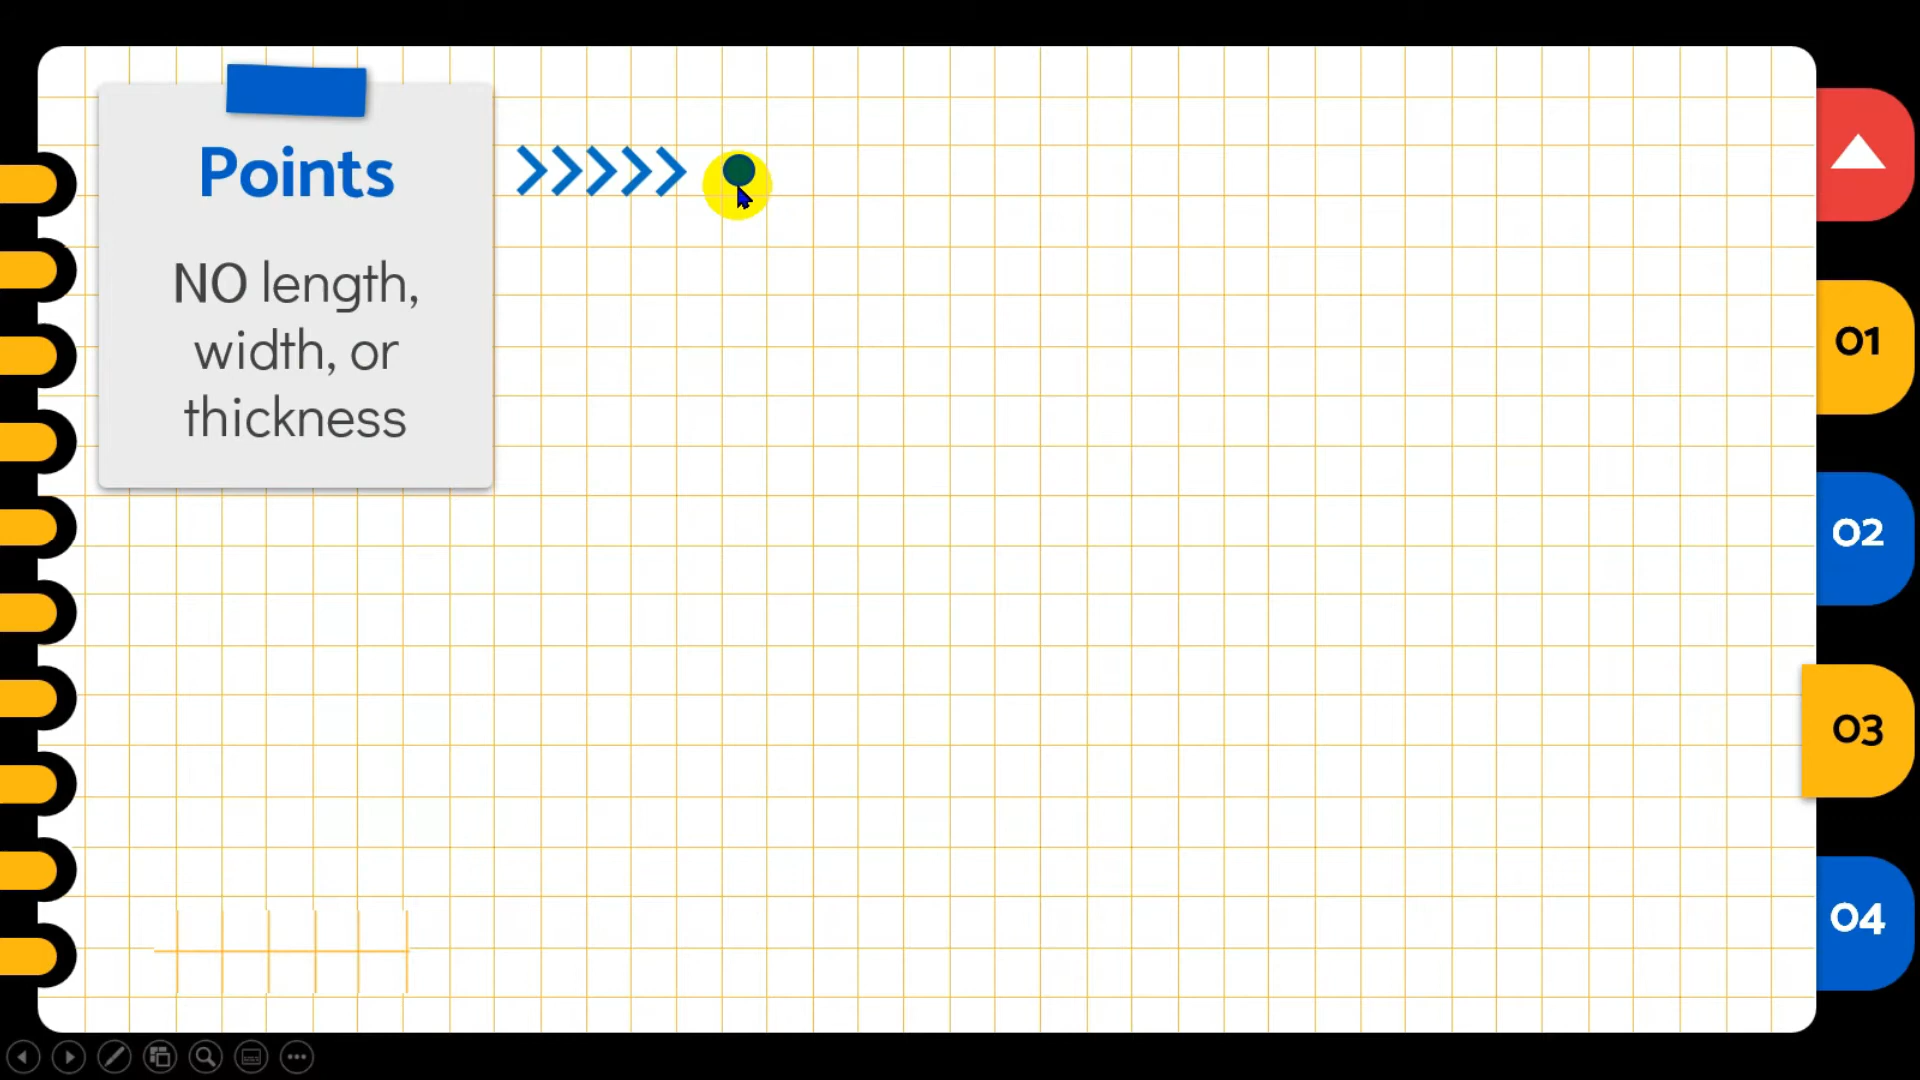 Points
NO length,
width, or
thickness
01
02
03
04